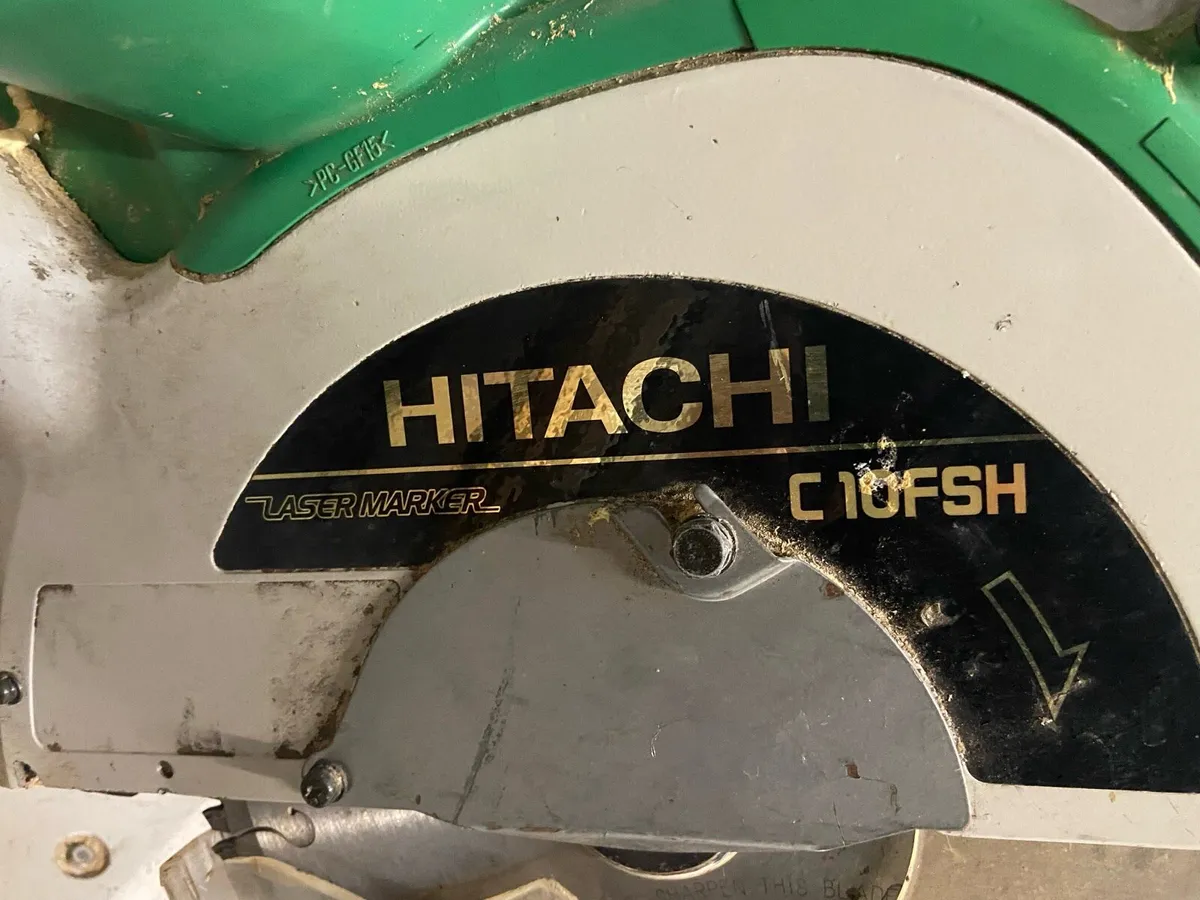 >PC-GF15<
HITACHI
LASER MARKER
C 10FSH
SHARPEN THIS BLADE